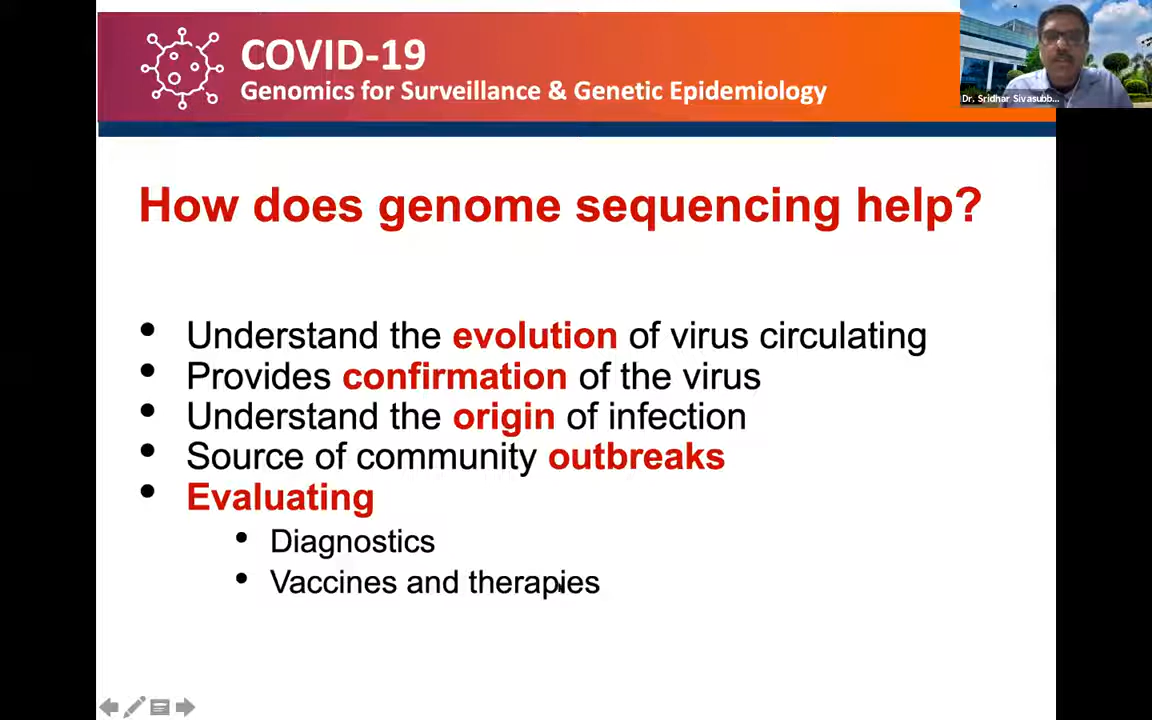 COVID-19
Genomics for Surveillance & Genetic Epidemiology
Dr. Sridhar Sivasubb...
How does genome sequencing help?
• Understand the evolution of virus circulating
• Provides confirmation of the virus
• Understand the origin of infection
• Source of community outbreaks
• Evaluating
• Diagnostics
• Vaccines and therapies